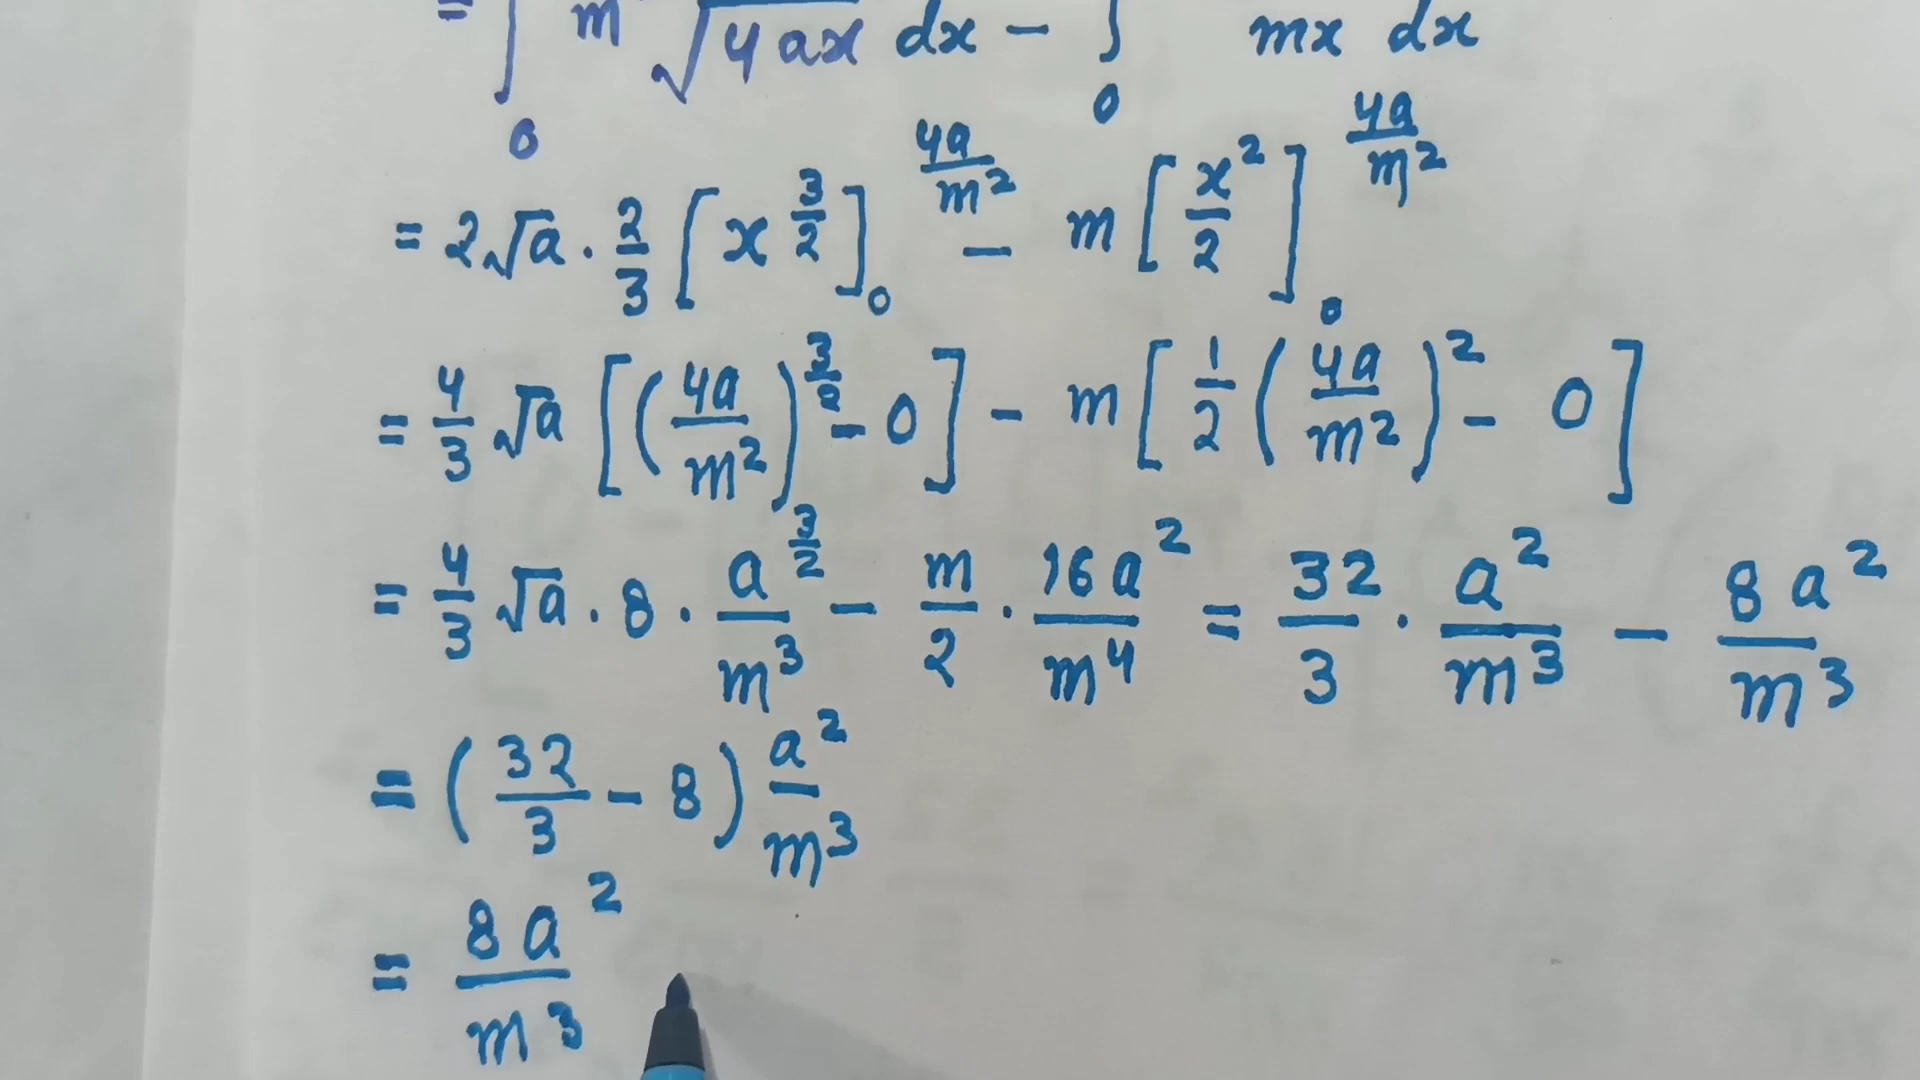 = ∫₀ m √4ax dx - ∫₀ mx dx
= 2√a · 2/3 [x^(3/2)]₀^(4a/m²) - m[x²/2]₀^(4a/m²)
= 4/3 √a [(4a/m²)^(3/2) - 0] - m[1/2 (4a/m²)² - 0]
= 4/3 √a · 8 · a^(3/2)/m³ - m/2 · 16a²/m⁴ = 32/3 · a²/m³ - 8a²/m³
= (32/3 - 8) a²/m³
= 8a²/m³